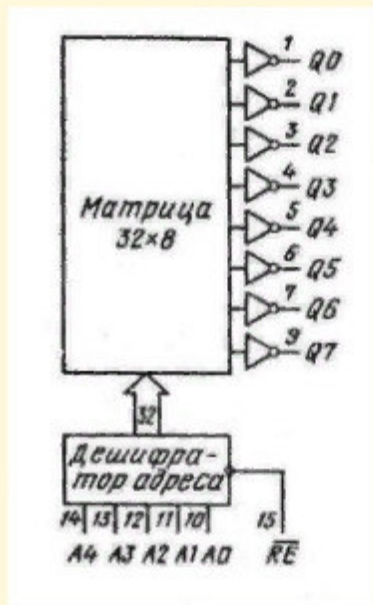 1 Q0
2 Q1
3 Q2
4 Q3
Матрица
32×8
5 Q4
6 Q5
7 Q6
9 Q7
32
Дешифра-
тор адреса
14 13 12 11 10 15
A4 A3 A2 A1 A0 R̅E̅